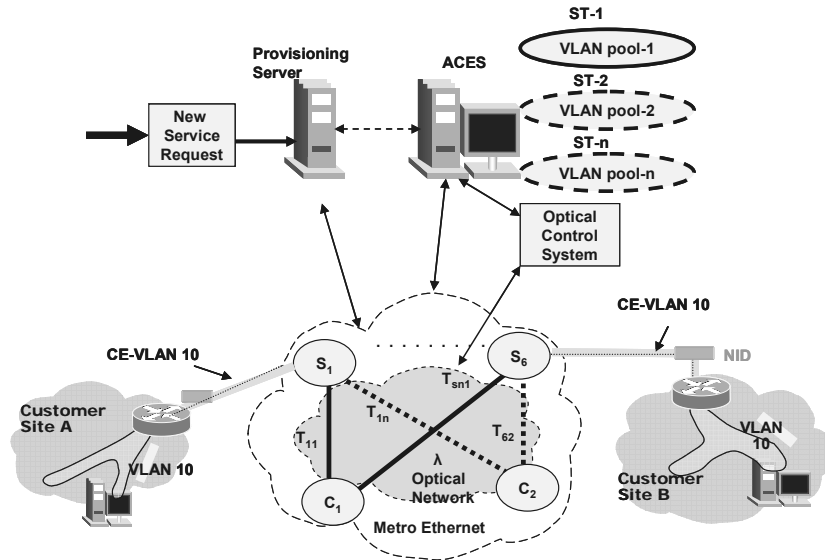 ST-1
VLAN pool-1
Provisioning
Server
ACES
ST-2
VLAN pool-2
New
Service
Request
ST-n
VLAN pool-n
Optical
Control
System
CE-VLAN 10
CE-VLAN 10
S1
S6
NID
Tsn1
Customer
Site A
T1n
T11
T62
VLAN
10
VLAN 10
λ
Optical
Network
C1
C2
Customer
Site B
Metro Ethernet